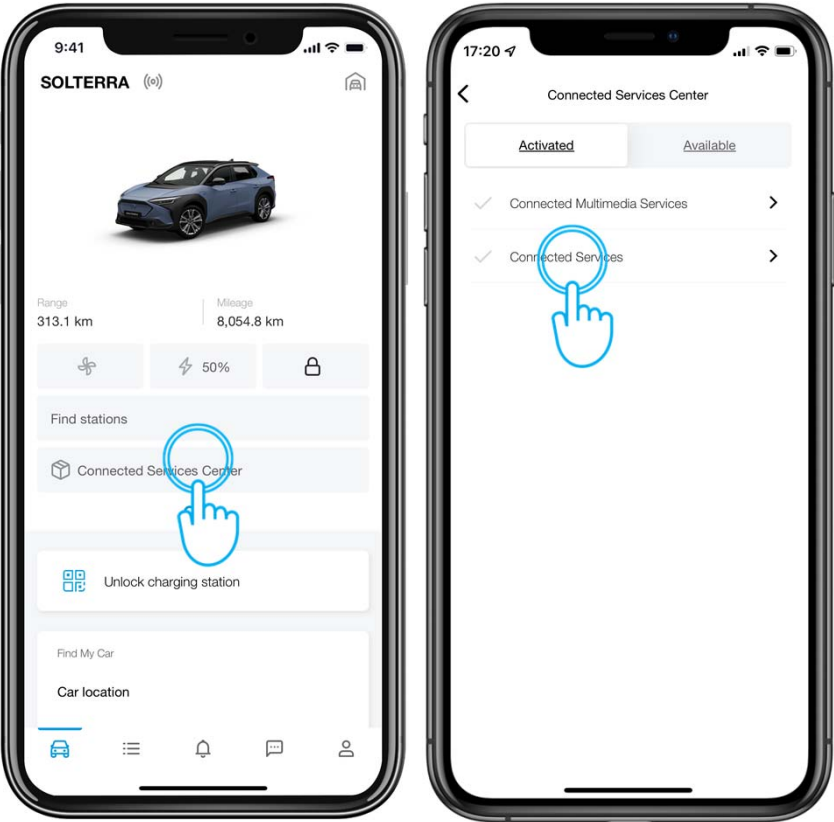 9:41
SOLTERRA
Range
Mileage
313.1 km
8,054.8 km
50%
Find stations
Connected Services Center
Unlock charging station
Find My Car
Car location
17:20
Connected Services Center
Activated
Available
Connected Multimedia Services
Connected Services